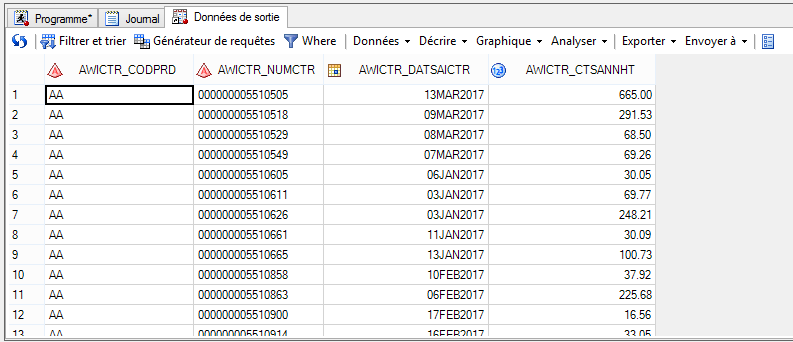 Programme* Journal Données de sortie
Filtrer et trier Générateur de requêtes Where Données Décrire Graphique Analyser Exporter Envoyer à
AWICTR_CODPRD AWICTR_NUMCTR AWICTR_DATSAICTR 123 AWICTR_CTSANNHT
1 AA 000000005510505 13MAR2017 665.00
2 AA 000000005510518 09MAR2017 291.53
3 AA 000000005510529 08MAR2017 68.50
4 AA 000000005510549 07MAR2017 69.26
5 AA 000000005510605 06JAN2017 30.05
6 AA 000000005510611 03JAN2017 69.77
7 AA 000000005510626 03JAN2017 248.21
8 AA 000000005510661 11JAN2017 30.09
9 AA 000000005510665 13JAN2017 100.73
10 AA 000000005510858 10FEB2017 37.92
11 AA 000000005510863 06FEB2017 225.68
12 AA 000000005510900 17FEB2017 16.56
13 AA 000000005510914 16FEB2017 33.05